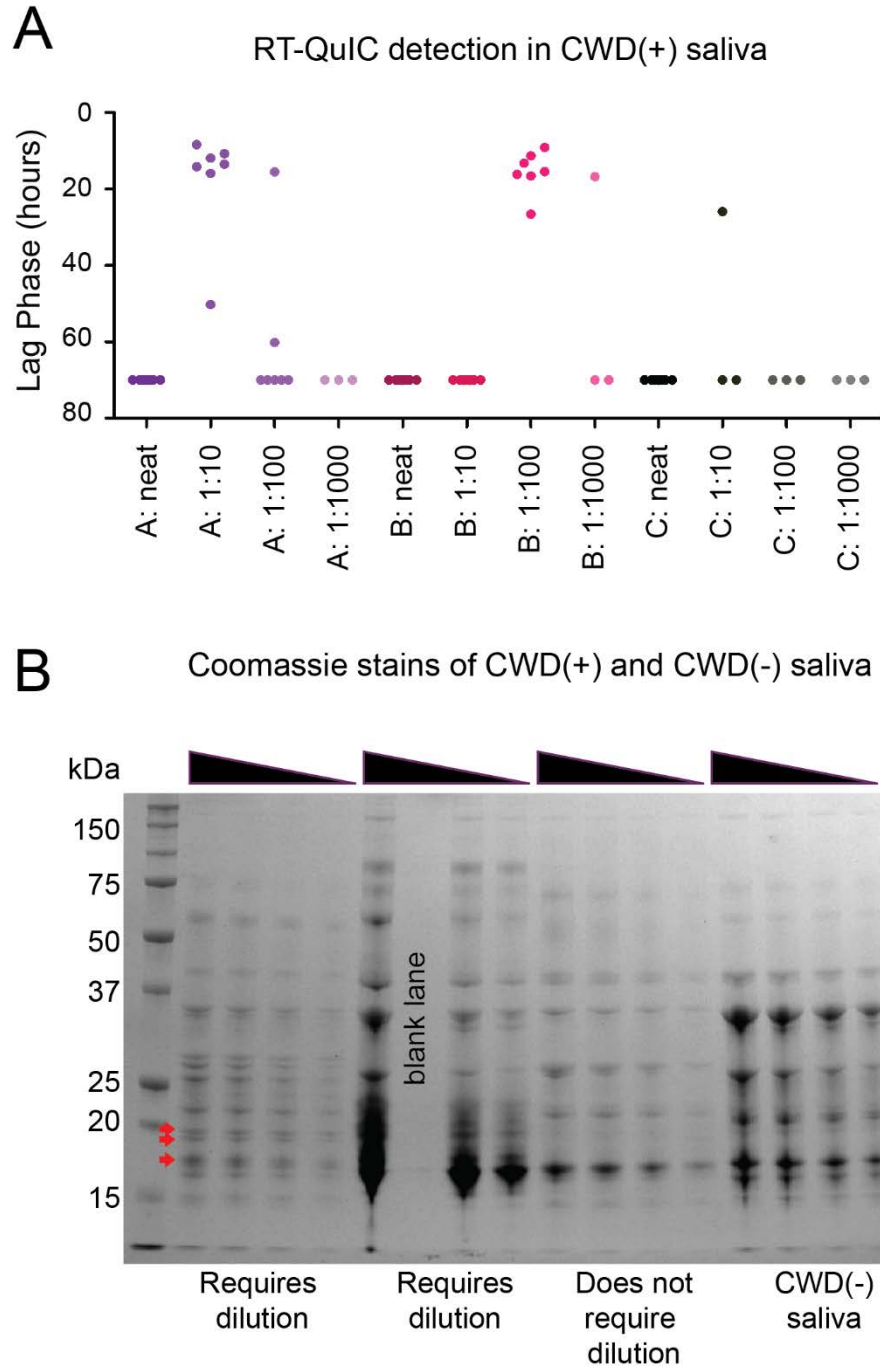 A
RT-QuIC detection in CWD(+) saliva
Lag Phase (hours)
0
20
40
60
80
A: neat
A: 1:10
A: 1:100
A: 1:1000
B: neat
B: 1:10
B: 1:100
B: 1:1000
C: neat
C: 1:10
C: 1:100
C: 1:1000
B
Coomassie stains of CWD(+) and CWD(-) saliva
kDa
150
75
50
37
25
20
15
blank lane
Requires
dilution
Requires
dilution
Does not
require
dilution
CWD(-)
saliva